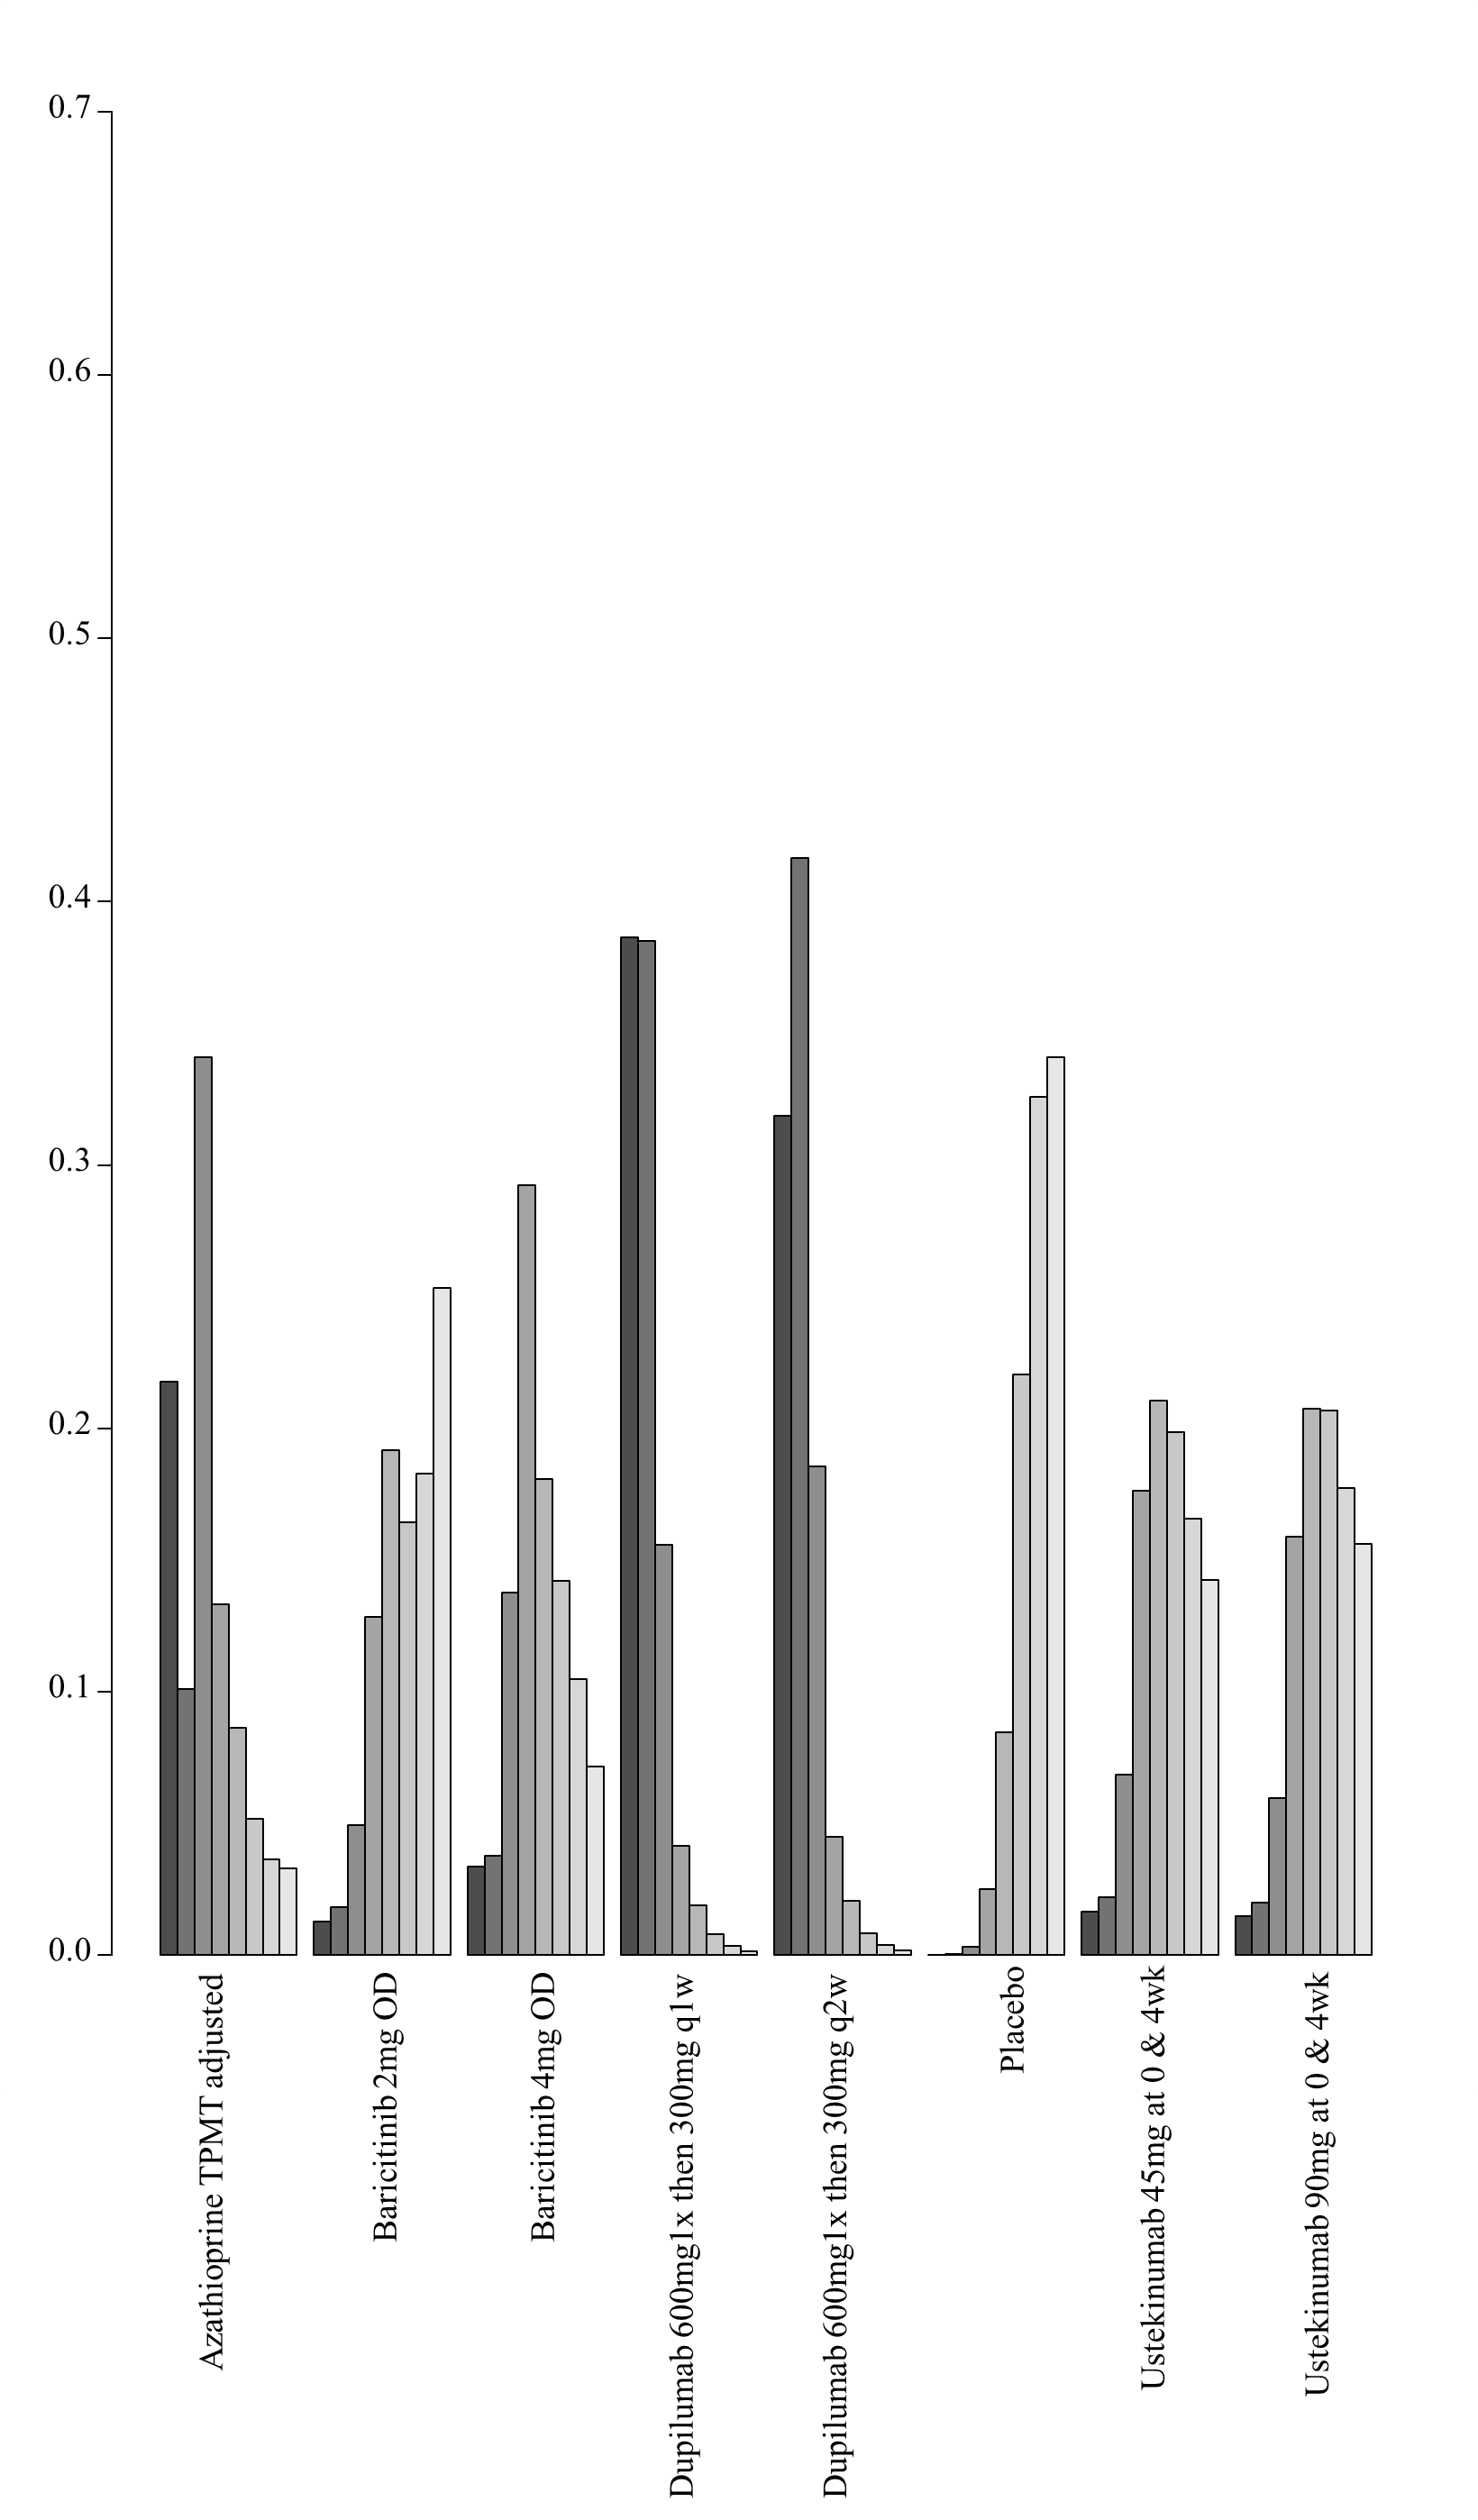 0.7
0.6
0.5
0.4
0.3
0.2
0.1
0.0
Azathioprine TPMT adjusted
Baricitinib 2mg OD
Baricitinib 4mg OD
Dupilumab 600mg1x then 300mg q1w
Dupilumab 600mg1x then 300mg q2w
Placebo
Ustekinumab 45mg at 0 & 4wk
Ustekinumab 90mg at 0 & 4wk